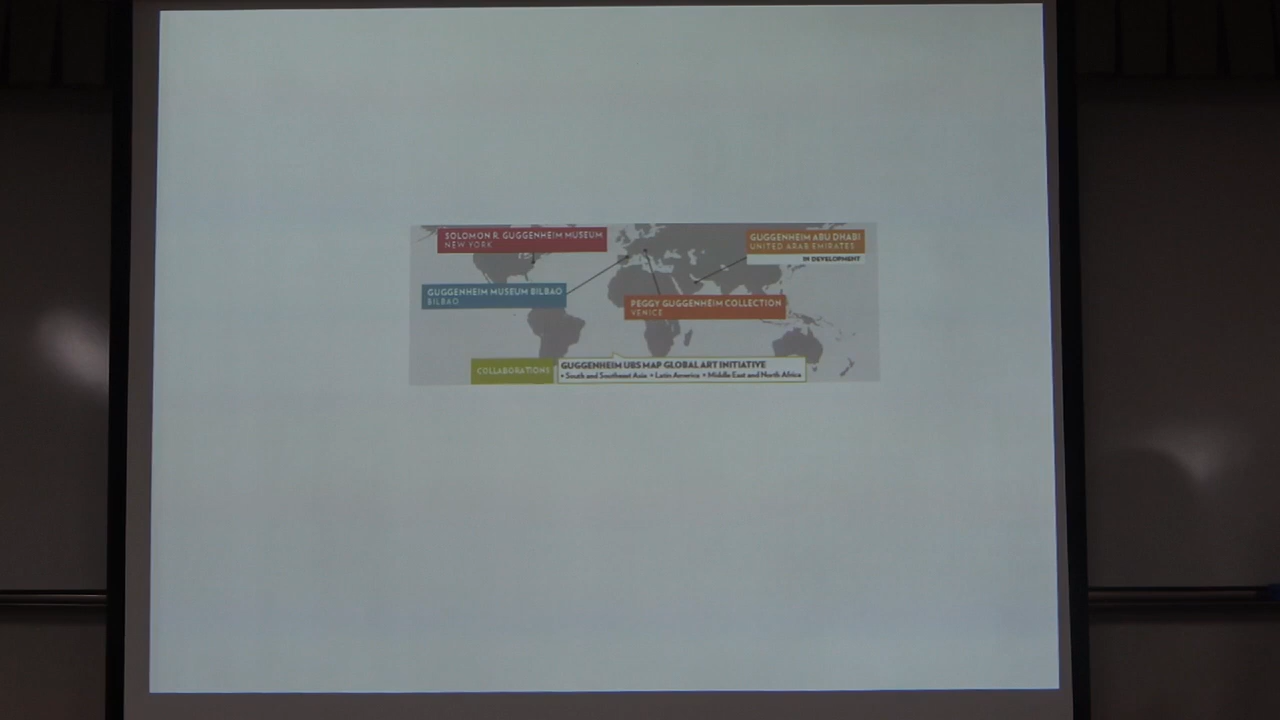 SOLOMON R. GUGGENHEIM MUSEUM
NEW YORK
GUGGENHEIM ABU DHABI
UNITED ARAB EMIRATES
IN DEVELOPMENT
GUGGENHEIM MUSEUM BILBAO
BILBAO
PEGGY GUGGENHEIM COLLECTION
VENICE
COLLABORATIONS
GUGGENHEIM UBS MAP GLOBAL ART INITIATIVE
• South and Southeast Asia • Latin America • Middle East and North Africa